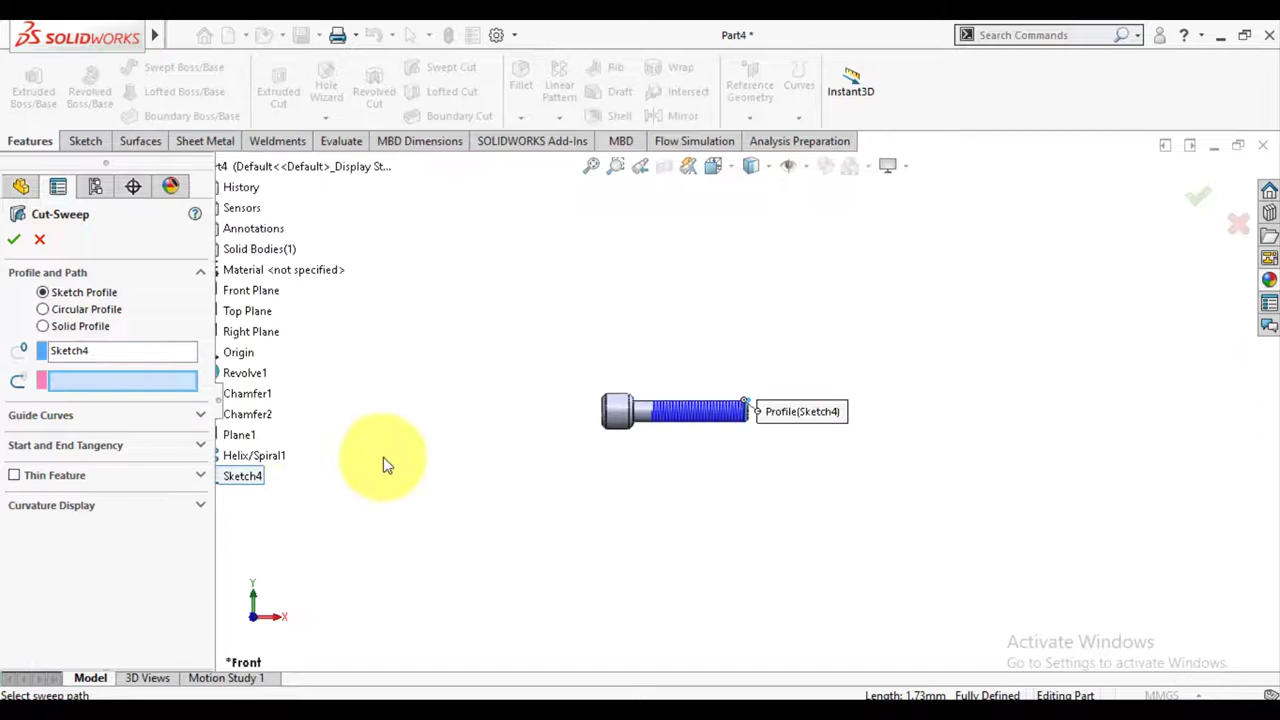 SOLIDWORKS
Part4 *
Search Commands
?
Extruded Boss/Base
Revolved Boss/Base
Swept Boss/Base
Lofted Boss/Base
Boundary Boss/Base
Extruded Cut
Hole Wizard
Revolved Cut
Swept Cut
Lofted Cut
Boundary Cut
Fillet
Linear Pattern
Rib
Draft
Shell
Wrap
Intersect
Mirror
Reference Geometry
Curves
Instant3D
Features
Sketch
Surfaces
Sheet Metal
Weldments
Evaluate
MBD Dimensions
SOLIDWORKS Add-Ins
MBD
Flow Simulation
Analysis Preparation
Cut-Sweep
?
Profile and Path
Sketch Profile
Circular Profile
Solid Profile
Sketch4
Guide Curves
Start and End Tangency
Thin Feature
Curvature Display
t4 (Default<<Default>_Display St...
History
Sensors
Annotations
Solid Bodies(1)
Material <not specified>
Front Plane
Top Plane
Right Plane
Origin
Revolve1
Chamfer1
Chamfer2
Plane1
Helix/Spiral1
Sketch4
Profile(Sketch4)
Y
X
*Front
Activate Windows
Go to Settings to activate Windows.
Model
3D Views
Motion Study 1
Select sweep path
Length: 1.73mm
Fully Defined
Editing Part
MMGS